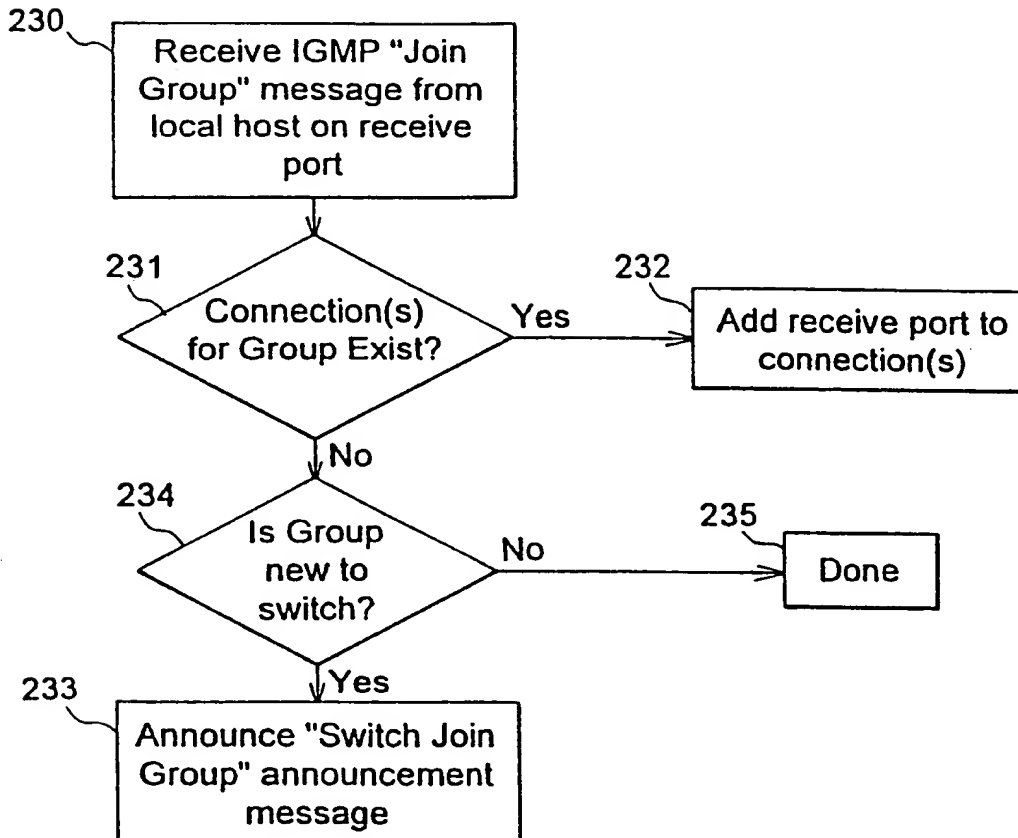 230
Receive IGMP "Join
Group" message from
local host on receive
port
231
Connection(s)
for Group Exist?
Yes
232
Add receive port to
connection(s)
No
234
Is Group
new to
switch?
No
235
Done
Yes
233
Announce "Switch Join
Group" announcement
message